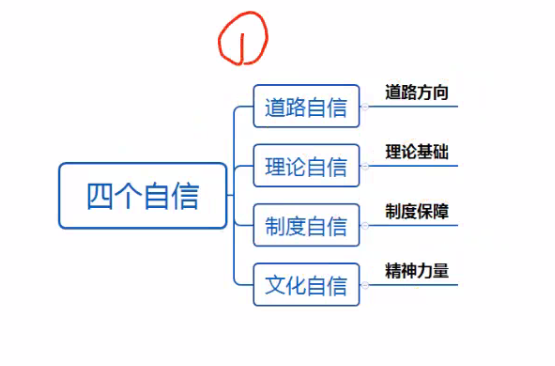 1
道路自信 道路方向
理论自信 理论基础
四个自信
制度自信 制度保障
文化自信 精神力量